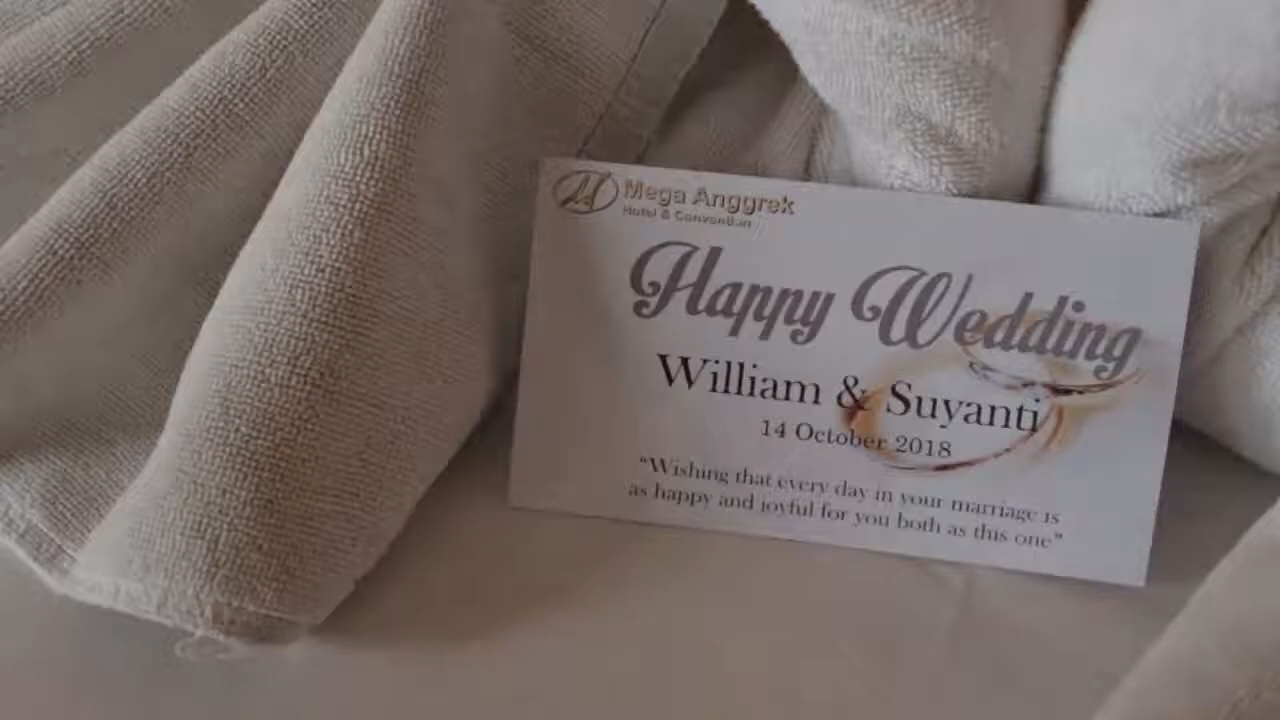 Mega Anggrek
Hotel & Convention
Happy Wedding
William & Suyanti
14 October 2018
“Wishing that every day in your marriage is
as happy and joyful for you both as this one”